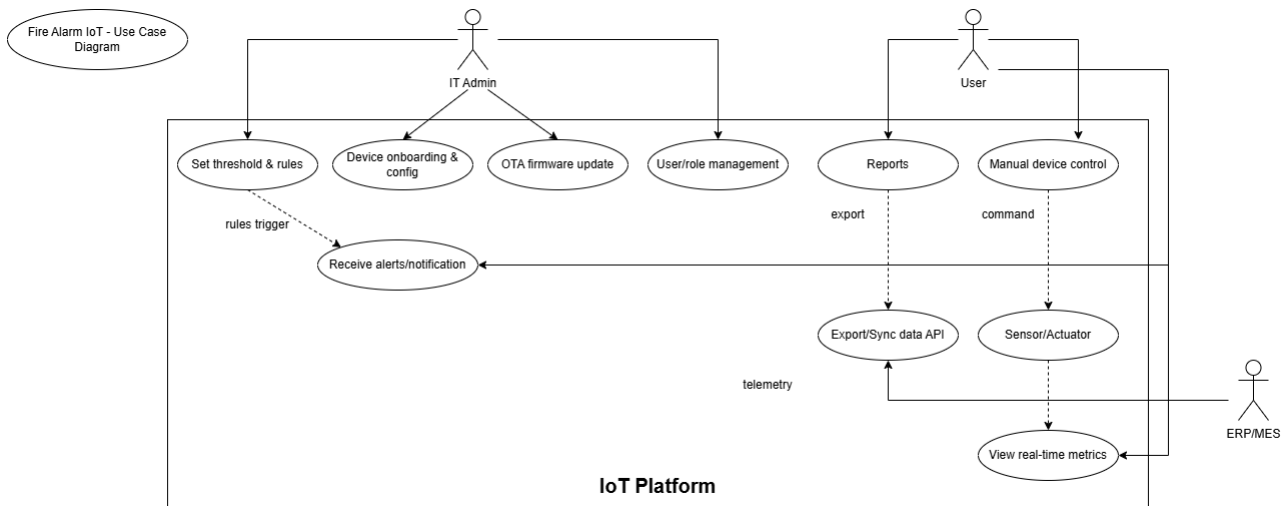 Fire Alarm IoT - Use Case
Diagram
IT Admin
User
Set threshold & rules
Device onboarding &
config
OTA firmware update
User/role management
Reports
Manual device control
rules trigger
export
command
Receive alerts/notification
Export/Sync data API
Sensor/Actuator
telemetry
ERP/MES
View real-time metrics
IoT Platform